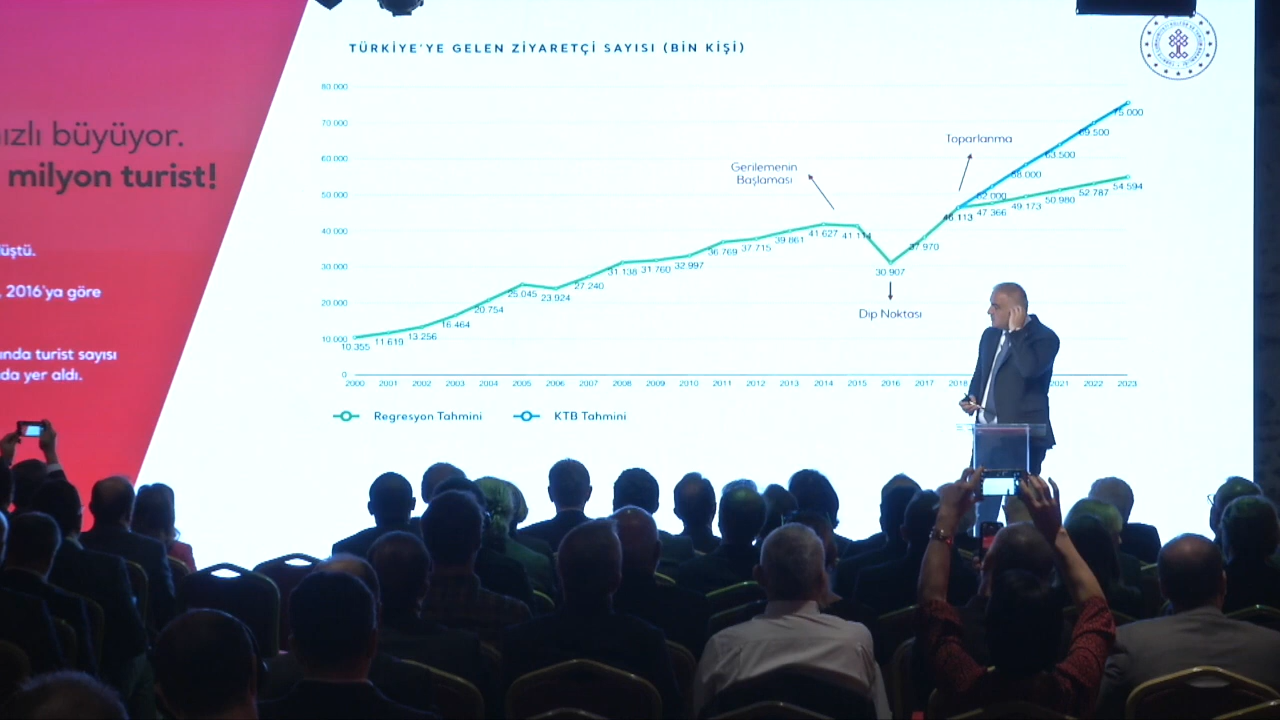 ızlı büyüyor.
milyon turist!
üştü.
, 2016'ya göre
ında turist sayısı
da yer aldı.
TÜRKİYE'YE GELEN ZİYARETÇİ SAYISI (BİN KİŞİ)
80 000
70 000
60 000
50 000
40 000
30 000
20 000
10 000
0
Toparlanma
Gerilemenin
Başlaması
Dip Noktası
75 000
69 500
63 500
58 000
52 000
10 355
11 619
13 256
16 464
20 754
25 045
23 924
27 240
31 138
31 760
32 997
36 769
37 715
39 861
41 627
41 114
30 907
37 970
46 113
47 366
49 173
50 980
52 787
54 594
2000 2001 2002 2003 2004 2005 2006 2007 2008 2009 2010 2011 2012 2013 2014 2015 2016 2017 2018 2021 2022 2023
Regresyon Tahmini KTB Tahmini